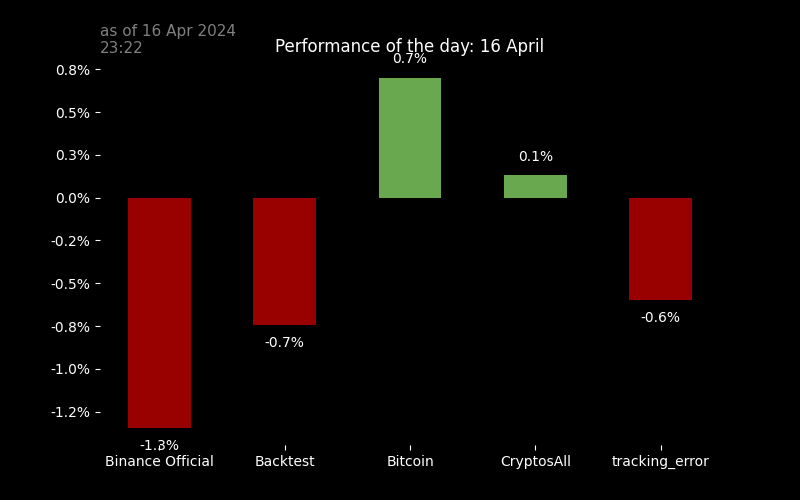 as of 16 Apr 2024
23:22
Performance of the day: 16 April
0.8%
0.5%
0.3%
0.0%
-0.2%
-0.5%
-0.8%
-1.0%
-1.2%
-1.3%
-0.7%
0.7%
0.1%
-0.6%
Binance Official
Backtest
Bitcoin
CryptosAll
tracking_error